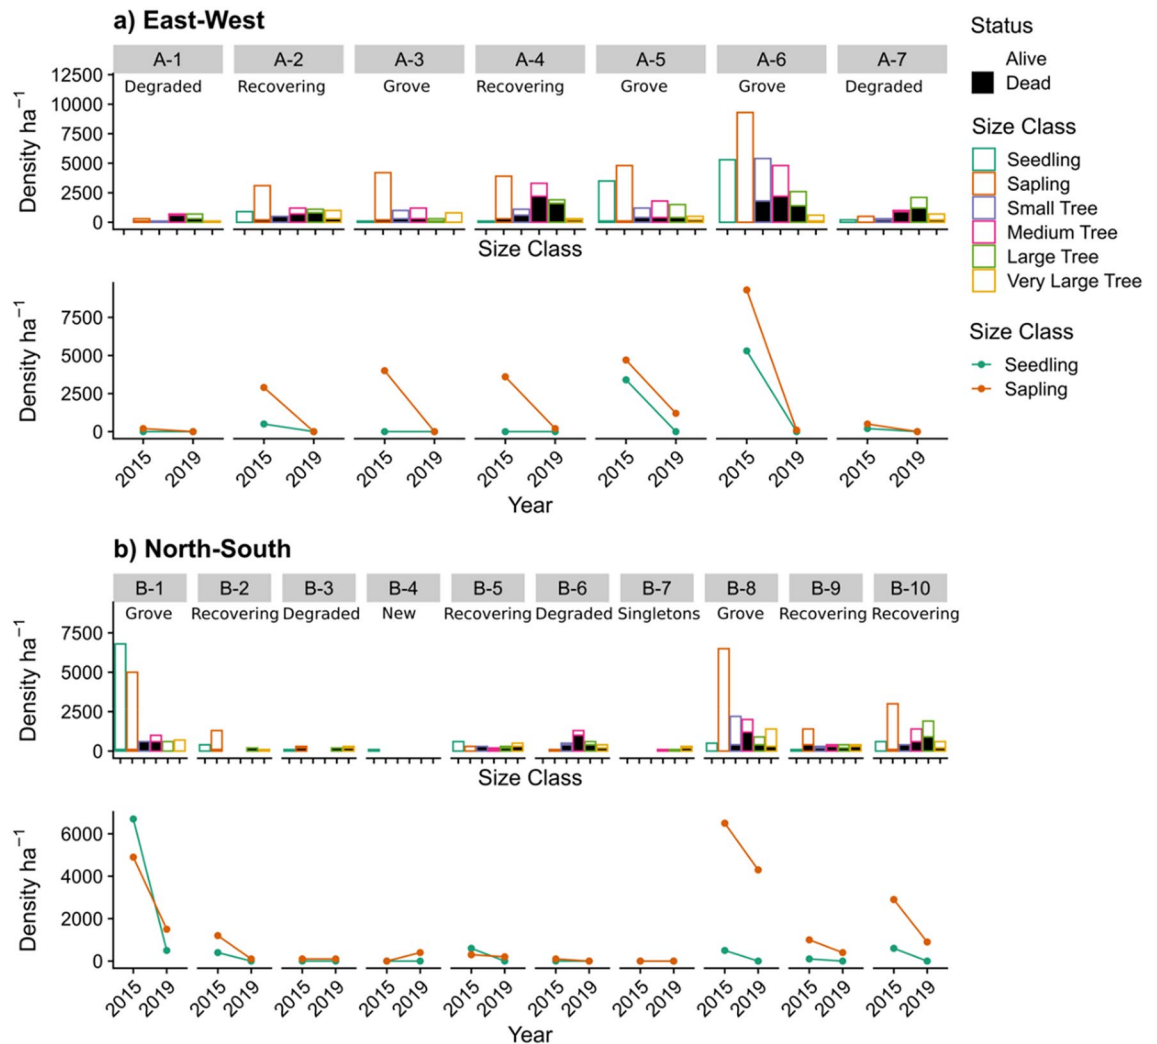 a) East-West
A-1 A-2 A-3 A-4 A-5 A-6 A-7
Degraded Recovering Grove Recovering Grove Grove Degraded
Density ha⁻¹
12500
10000
7500
5000
2500
0
Size Class
Density ha⁻¹
7500
5000
2500
0
2015 2019 2015 2019 2015 2019 2015 2019 2015 2019 2015 2019 2015 2019
Year
Status
Alive
Dead
Size Class
Seedling
Sapling
Small Tree
Medium Tree
Large Tree
Very Large Tree
Size Class
Seedling
Sapling
b) North-South
B-1 B-2 B-3 B-4 B-5 B-6 B-7 B-8 B-9 B-10
Grove Recovering Degraded New Recovering Degraded Singletons Grove Recovering Recovering
Density ha⁻¹
7500
5000
2500
0
Size Class
Density ha⁻¹
6000
4000
2000
0
2015 2019 2015 2019 2015 2019 2015 2019 2015 2019 2015 2019 2015 2019 2015 2019 2015 2019 2015 2019
Year